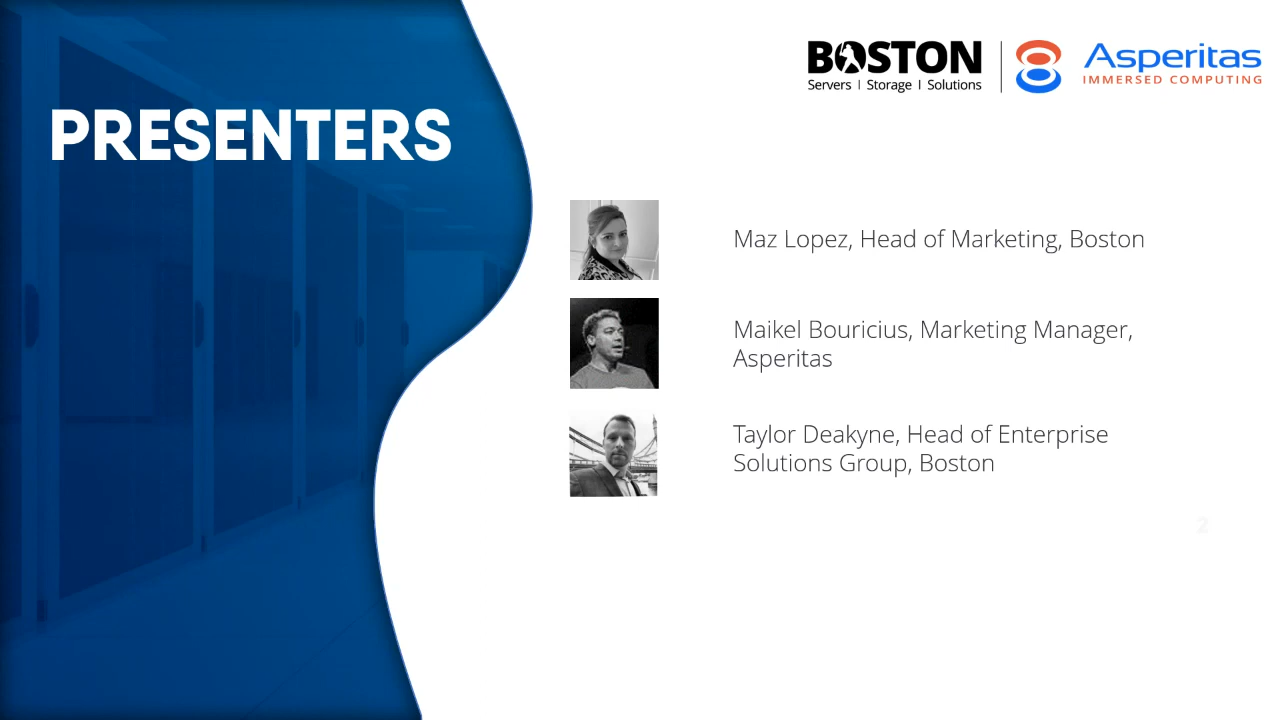 BOSTON
Servers | Storage | Solutions
Asperitas
IMMERSED COMPUTING
PRESENTERS
Maz Lopez, Head of Marketing, Boston
Maikel Bouricius, Marketing Manager,
Asperitas
Taylor Deakyne, Head of Enterprise
Solutions Group, Boston
2